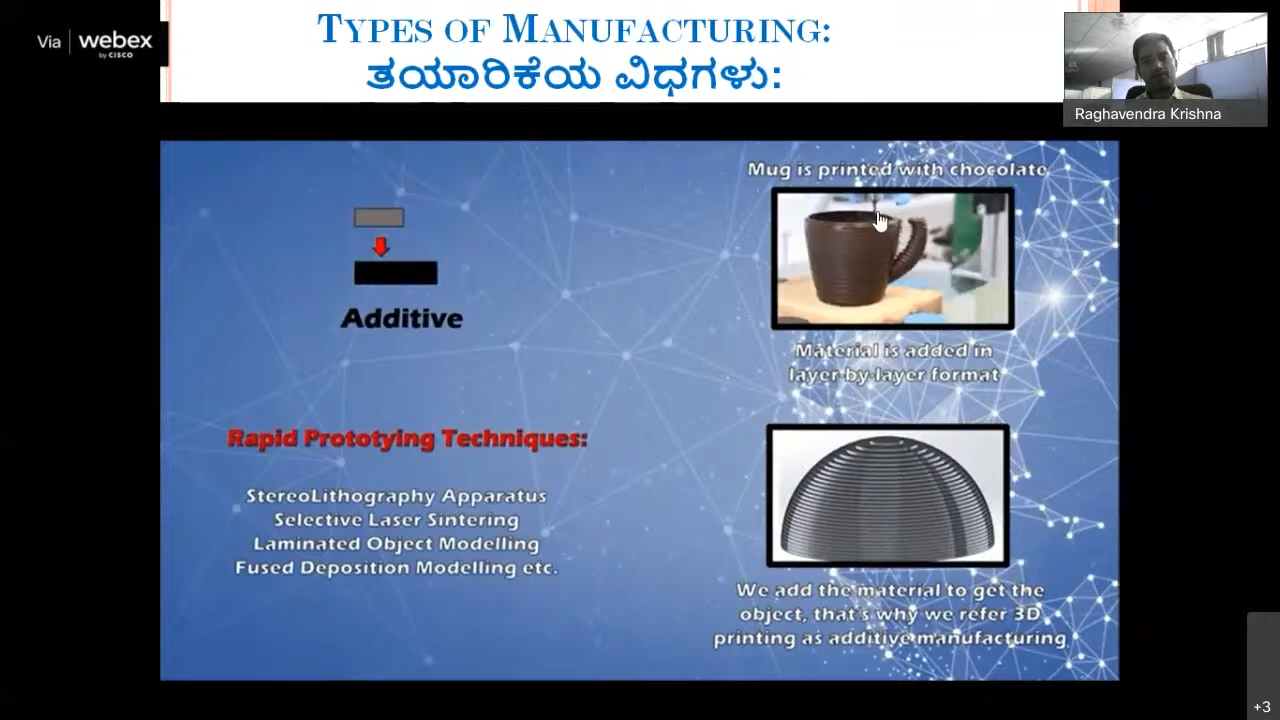 Via | webex
by CISCO
TYPES OF MANUFACTURING:
ತಯಾರಿಕೆಯ ವಿಧಗಳು:
Raghavendra Krishna
Additive
Rapid Prototying Techniques:
StereoLithography Apparatus
Selective Laser Sintering
Laminated Object Modelling
Fused Deposition Modelling etc.
Mug is printed with chocolate
Material is added in
layer-by-layer format
We add the material to get the
object, that's why we refer 3D
printing as additive manufacturing
+3